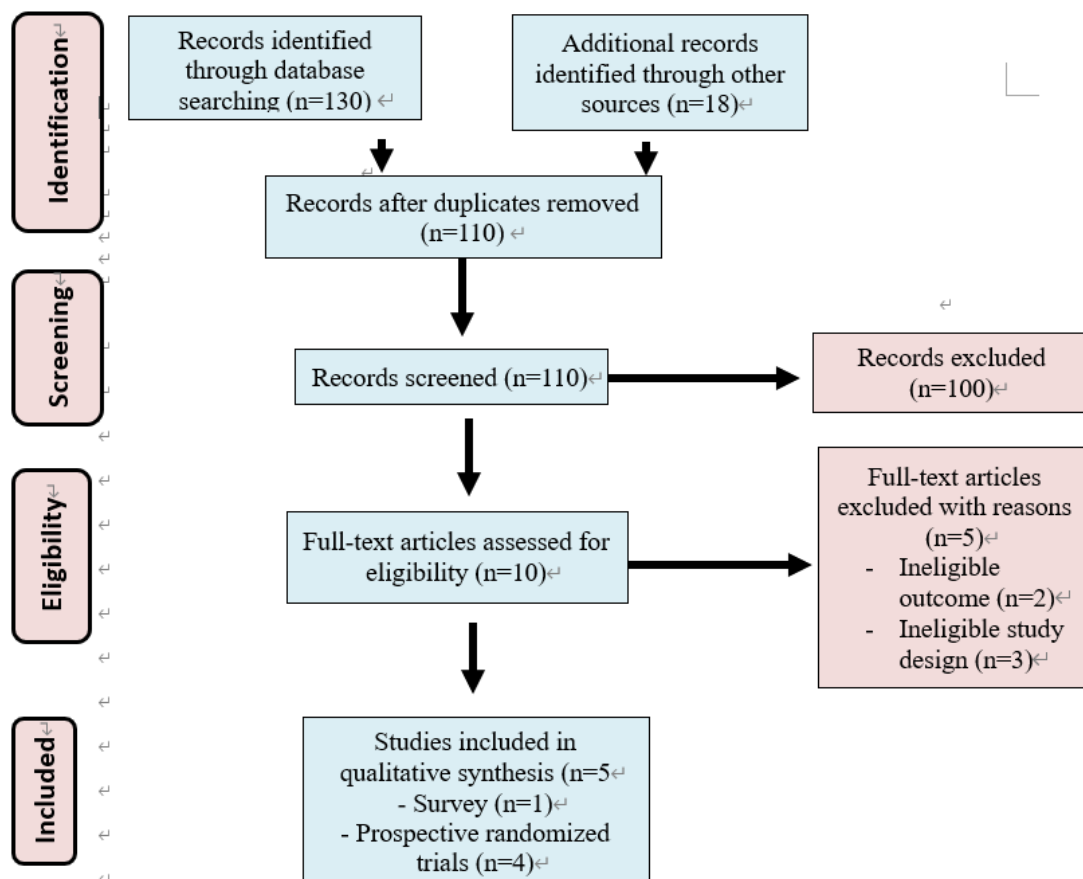 Identification
Records identified
through database
searching (n=130)
Additional records
identified through other
sources (n=18)
Records after duplicates removed
(n=110)
Screening
Records screened (n=110)
Records excluded
(n=100)
Eligibility
Full-text articles assessed for
eligibility (n=10)
Full-text articles
excluded with reasons
(n=5)
- Ineligible
outcome (n=2)
- Ineligible study
design (n=3)
Included
Studies included in
qualitative synthesis (n=5
- Survey (n=1)
- Prospective randomized
trials (n=4)